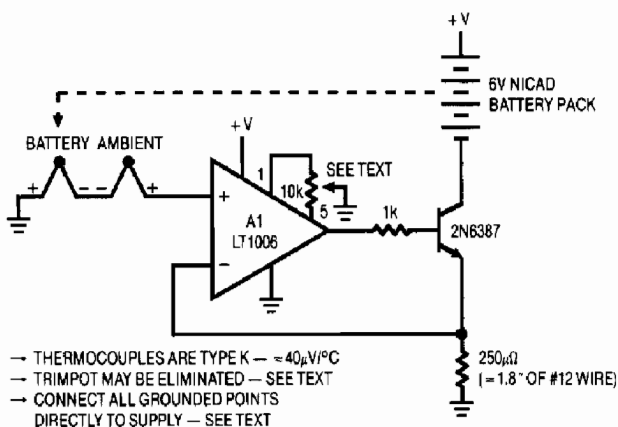 +V
6V NICAD
BATTERY PACK
BATTERY AMBIENT
+V
1
SEE TEXT
10k
5
+ - - +
+
A1
LT1006
-
1k
2N6387
250µΩ
(= 1.8" OF #12 WIRE)
→ THERMOCOUPLES ARE TYPE K — ≈40µV/°C
→ TRIMPOT MAY BE ELIMINATED — SEE TEXT
→ CONNECT ALL GROUNDED POINTS
DIRECTLY TO SUPPLY — SEE TEXT